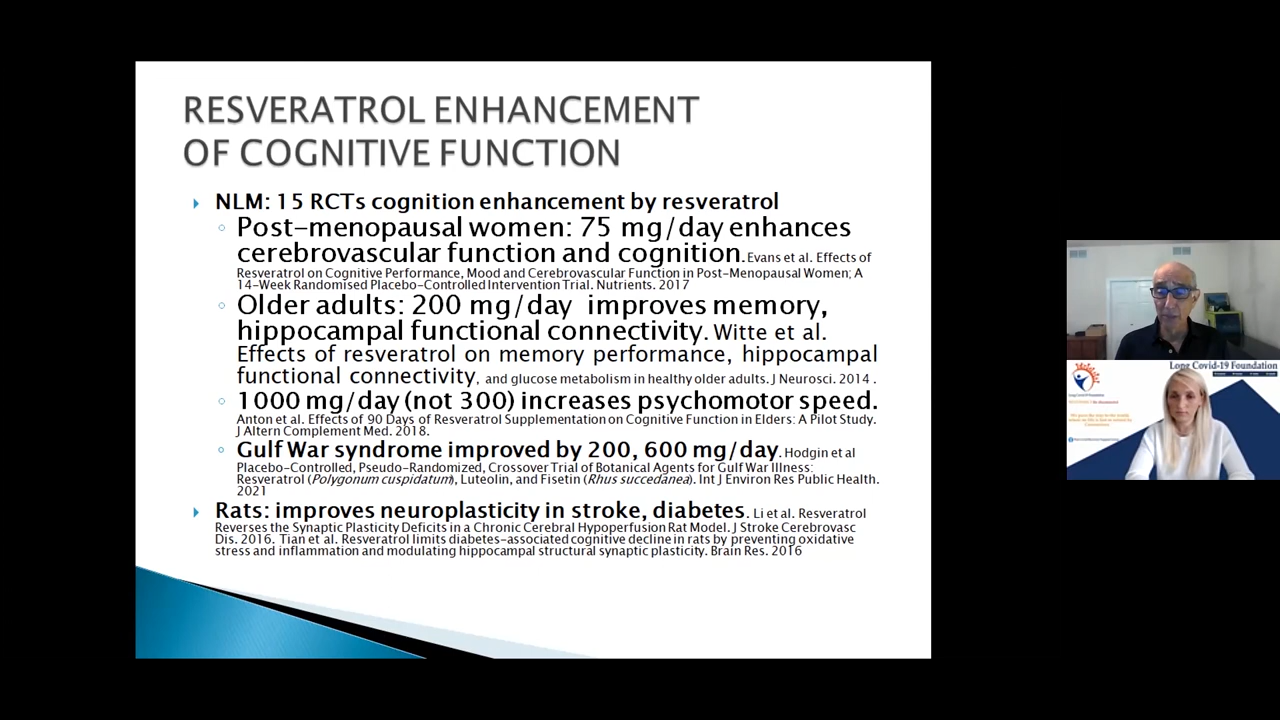 RESVERATROL ENHANCEMENT
OF COGNITIVE FUNCTION
NLM: 15 RCTs cognition enhancement by resveratrol
Post-menopausal women: 75 mg/day enhances
cerebrovascular function and cognition. Evans et al. Effects of
Resveratrol on Cognitive Performance, Mood and Cerebrovascular Function in Post-Menopausal Women; A
14-Week Randomised Placebo-Controlled Intervention Trial. Nutrients. 2017
Older adults: 200 mg/day improves memory,
hippocampal functional connectivity. Witte et al.
Effects of resveratrol on memory performance, hippocampal
functional connectivity, and glucose metabolism in healthy older adults. J Neurosci. 2014 .
1000 mg/day (not 300) increases psychomotor speed.
Anton et al. Effects of 90 Days of Resveratrol Supplementation on Cognitive Function in Elders: A Pilot Study.
J Altern Complement Med. 2018.
Gulf War syndrome improved by 200, 600 mg/day. Hodgin et al
Placebo-Controlled, Pseudo-Randomized, Crossover Trial of Botanical Agents for Gulf War Illness:
Resveratrol (Polygonum cuspidatum), Luteolin, and Fisetin (Rhus succedanea). Int J Environ Res Public Health.
2021
Rats: improves neuroplasticity in stroke, diabetes. Li et al. Resveratrol
Reverses the Synaptic Plasticity Deficits in a Chronic Cerebral Hypoperfusion Rat Model. J Stroke Cerebrovasc
Dis. 2016. Tian et al. Resveratrol limits diabetes-associated cognitive decline in rats by preventing oxidative
stress and inflammation and modulating hippocampal structural synaptic plasticity. Brain Res. 2016
Long Covid-19 Foundation